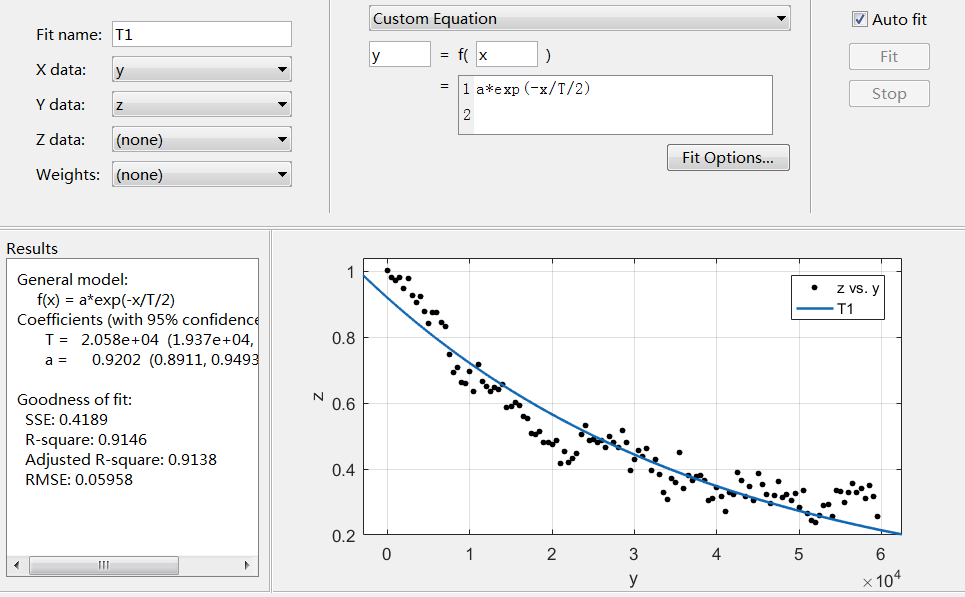 Fit name: T1
X data: y
Y data: z
Z data: (none)
Weights: (none)
Custom Equation
y = f( x )
= 1 a*exp(-x/T/2)
2
Fit Options...
Auto fit
Fit
Stop
Results
General model:
f(x) = a*exp(-x/T/2)
Coefficients (with 95% confidence
T = 2.058e+04 (1.937e+04,
a = 0.9202 (0.8911, 0.9493
Goodness of fit:
SSE: 0.4189
R-square: 0.9146
Adjusted R-square: 0.9138
RMSE: 0.05958
z vs. y
T1
1
0.8
0.6
0.4
0.2
z
0 1 2 3 4 5 6
y
×10⁴